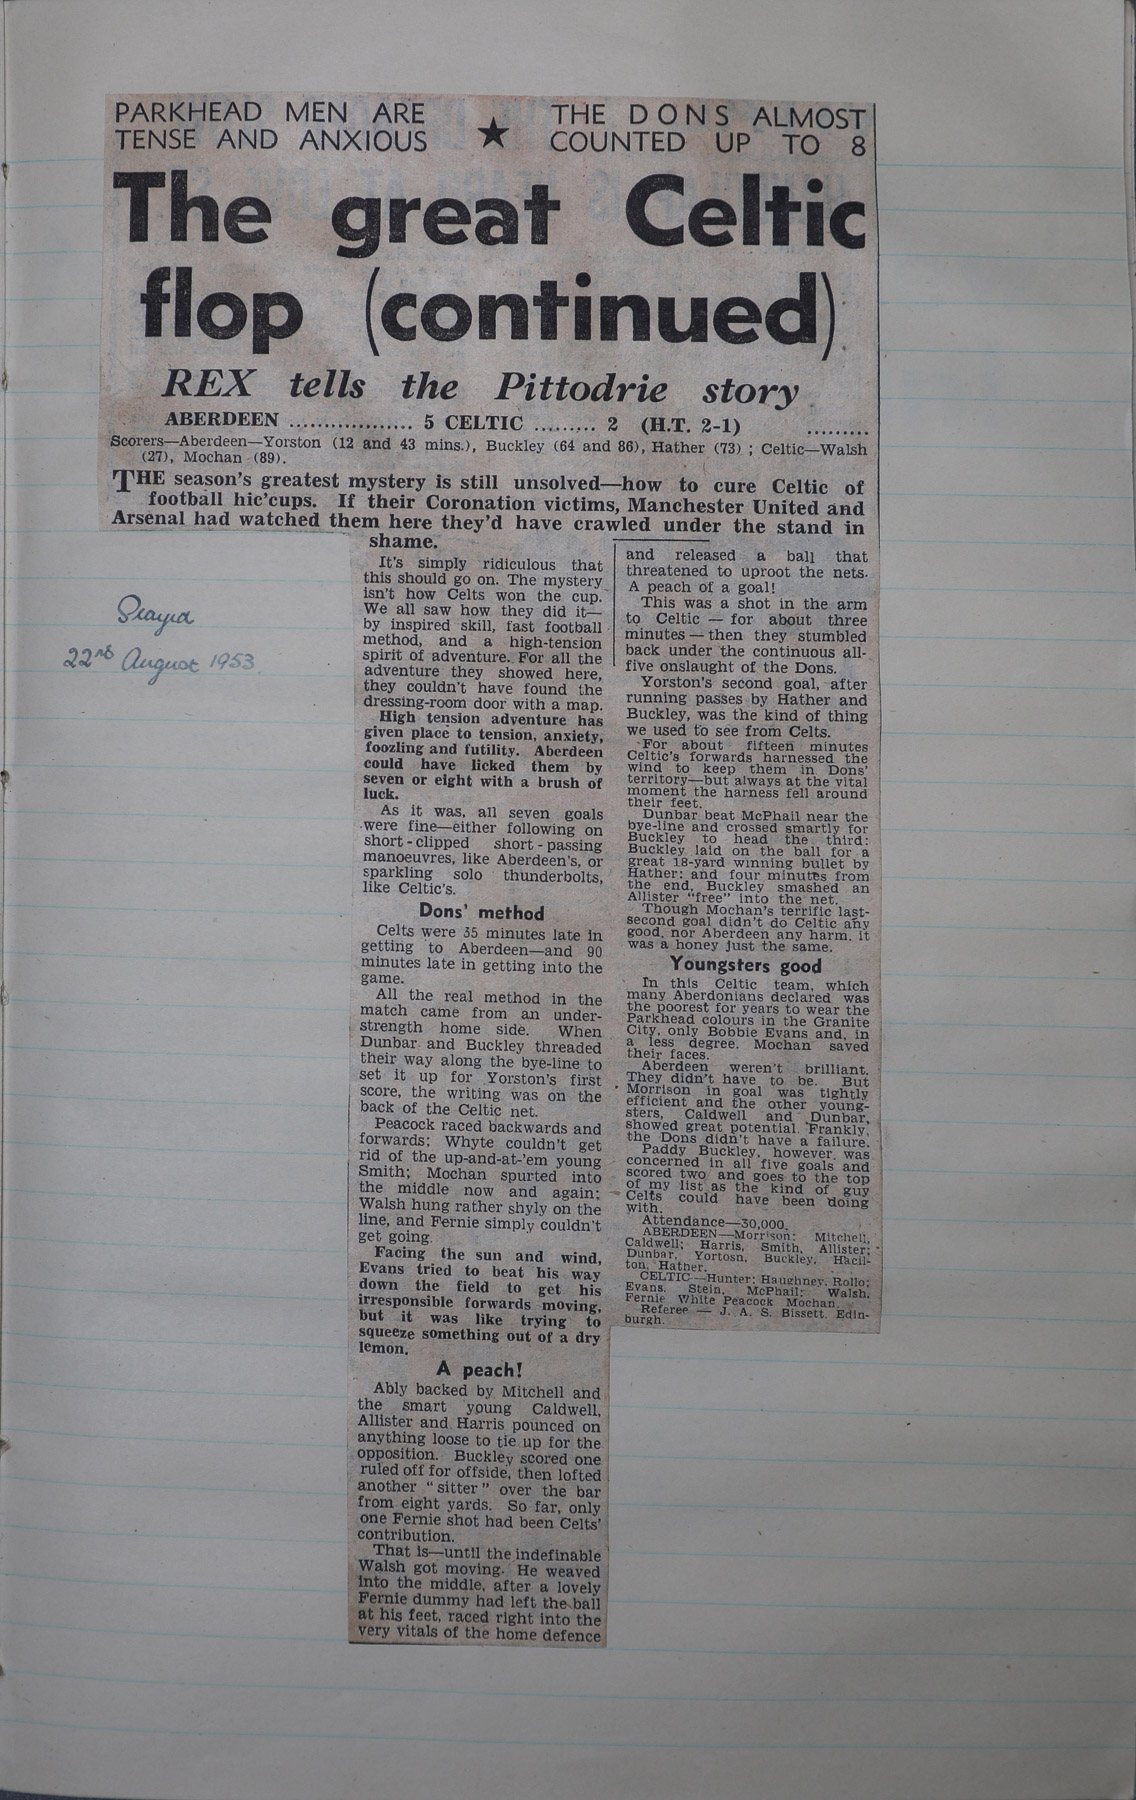 PARKHEAD MEN ARE
TENSE AND ANXIOUS
★
THE DONS ALMOST
COUNTED UP TO 8
The great Celtic
flop (continued)
REX tells the Pittodrie story
ABERDEEN .................. 5 CELTIC ......... 2 (H.T. 2-1) .........
Scorers—Aberdeen—Yorston (12 and 43 mins.), Buckley (64 and 86), Hather (73) ; Celtic—Walsh
(27), Mochan (89).
THE season's greatest mystery is still unsolved—how to cure Celtic of
football hic'cups. If their Coronation victims, Manchester United and
Arsenal had watched them here they'd have crawled under the stand in
shame.
Played
22nd August 1953
It's simply ridiculous that
this should go on. The mystery
isn't how Celts won the cup.
We all saw how they did it—
by inspired skill, fast football
method, and a high-tension
spirit of adventure. For all the
adventure they showed here,
they couldn't have found the
dressing-room door with a map.
High tension adventure has
given place to tension, anxiety,
foozling and futility. Aberdeen
could have licked them by
seven or eight with a brush of
luck.
As it was, all seven goals
were fine—either following on
short-clipped short-passing
manoeuvres, like Aberdeen's, or
sparkling solo thunderbolts,
like Celtic's.
Dons' method
Celts were 35 minutes late in
getting to Aberdeen—and 90
minutes late in getting into the
game.
All the real method in the
match came from an under-
strength home side. When
Dunbar and Buckley threaded
their way along the bye-line to
set it up for Yorston's first
score, the writing was on the
back of the Celtic net.
Peacock raced backwards and
forwards; Whyte couldn't get
rid of the up-and-at-'em young
Smith; Mochan spurted into
the middle now and again;
Walsh hung rather shyly on the
line, and Fernie simply couldn't
get going.
Facing the sun and wind,
Evans tried to beat his way
down the field to get his
irresponsible forwards moving,
but it was like trying to
squeeze something out of a dry
lemon.
A peach!
Ably backed by Mitchell and
the smart young Caldwell,
Allister and Harris pounced on
anything loose to tie up for the
opposition. Buckley scored one
ruled off for offside, then lofted
another "sitter" over the bar
from eight yards. So far, only
one Fernie shot had been Celts'
contribution.
That is—until the indefinable
Walsh got moving. He weaved
into the middle, after a lovely
Fernie dummy had left the ball
at his feet, raced right into the
very vitals of the home defence
and released a ball that
threatened to uproot the nets.
A peach of a goal!
This was a shot in the arm
to Celtic — for about three
minutes — then they stumbled
back under the continuous all-
five onslaught of the Dons.
Yorston's second goal, after
running passes by Hather and
Buckley, was the kind of thing
we used to see from Celts.
For about fifteen minutes
Celtic's forwards harnessed the
wind to keep them in Dons'
territory—but always at the vital
moment the harness fell around
their feet.
Dunbar beat McPhail near the
bye-line and crossed smartly for
Buckley to head the third:
Buckley laid on the ball for a
great 18-yard winning bullet by
Hather; and four minutes from
the end, Buckley smashed an
Allister "free" into the net.
Though Mochan's terrific last-
second goal didn't do Celtic any
good, nor Aberdeen any harm, it
was a honey just the same.
Youngsters good
In this Celtic team, which
many Aberdonians declared was
the poorest for years to wear the
Parkhead colours in the Granite
City, only Bobbie Evans and, in
a less degree, Mochan saved
their faces.
Aberdeen weren't brilliant.
They didn't have to be. But
Morrison in goal was tightly
efficient and the other young-
sters, Caldwell and Dunbar,
showed great potential. Frankly,
the Dons didn't have a failure.
Paddy Buckley, however, was
concerned in all five goals and
scored two and goes to the top
of my list as the kind of guy
Celts could have been doing
with.
Attendance—30,000.
ABERDEEN—Morrison; Mitchell,
Caldwell; Harris, Smith, Allister;
Dunbar, Yortosn, Buckley, Hacil-
ton, Hather.
CELTIC—Hunter; Haughney, Rollo;
Evans, Stein, McPhail; Walsh,
Fernie White Peacock Mochan.
Referee — J. A. S. Bissett, Edin-
burgh.